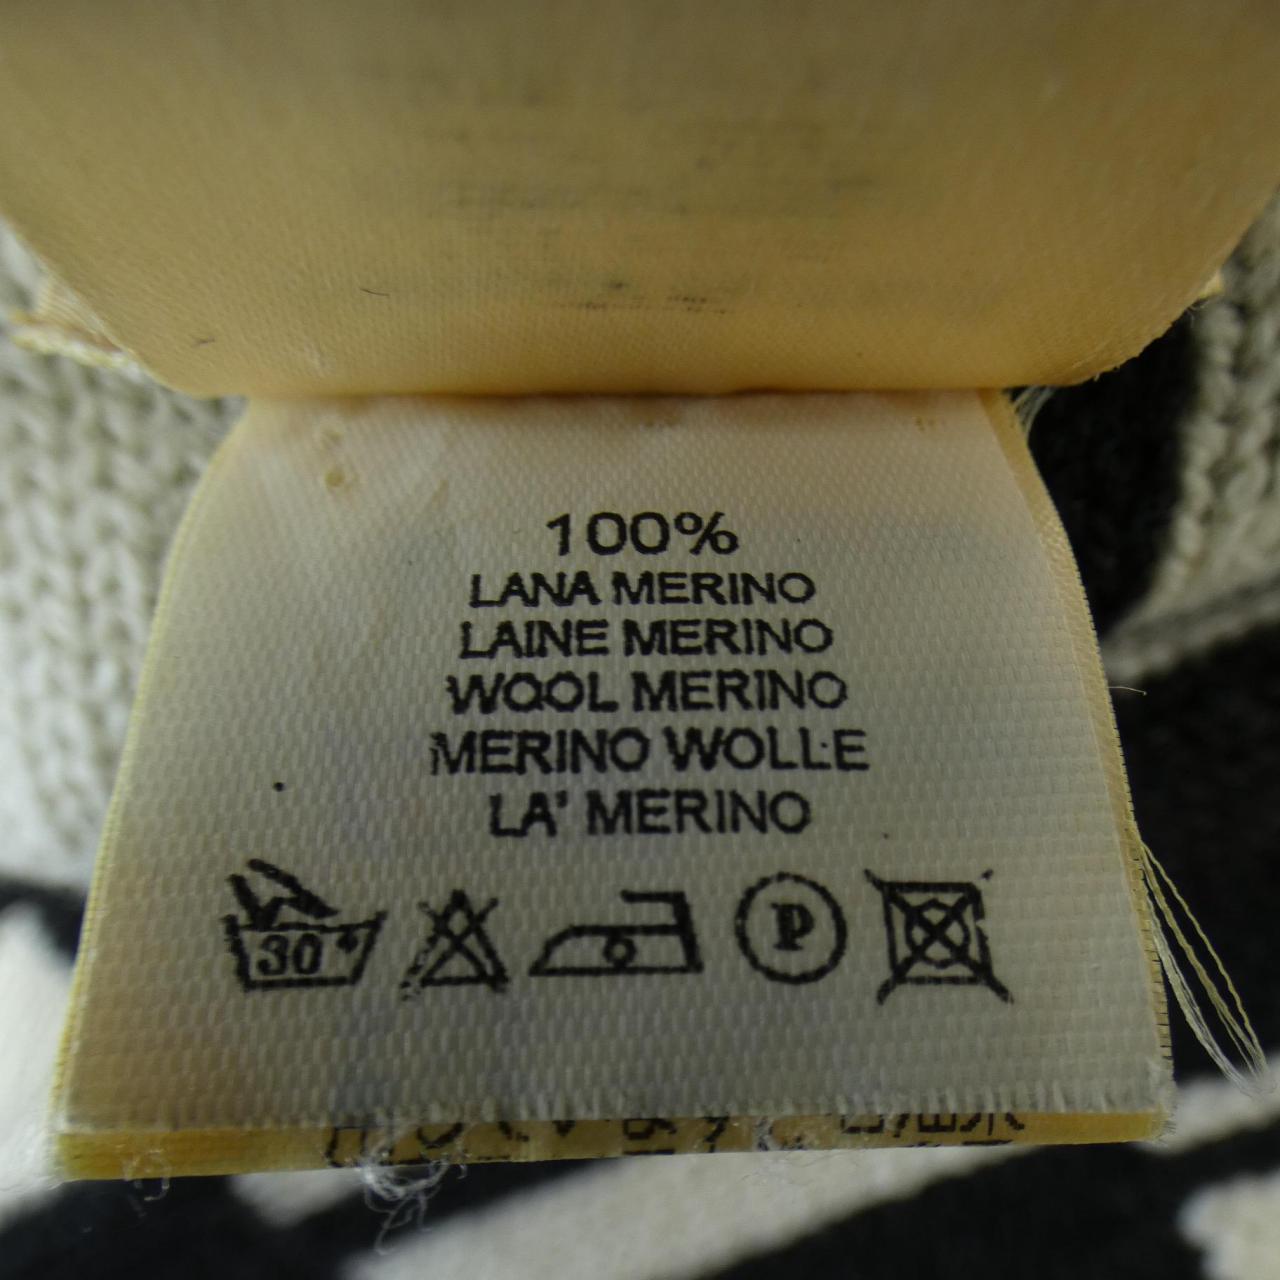 100%
LANA MERINO
LAINE MERINO
WOOL MERINO
MERINO WOLLE
LA' MERINO
30°
P